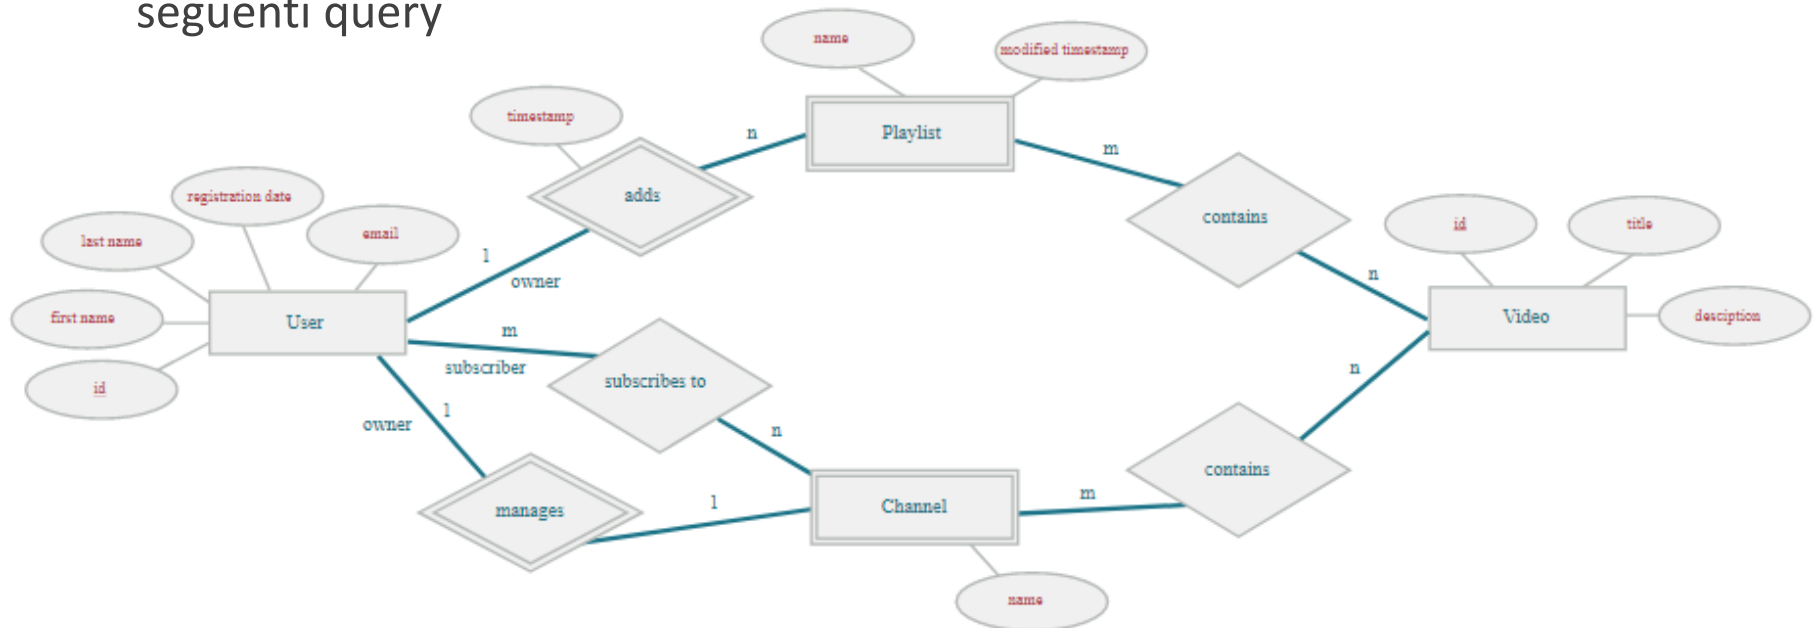 seguenti query
name
modified timestamp
timestamp
n
Playlist
m
adds
registration date
last name
email
contains
id
title
1
owner
n
first name
User
m
subscriber
Video
desciption
id
subscribes to
n
1
owner
n
contains
manages
1
Channel
m
name